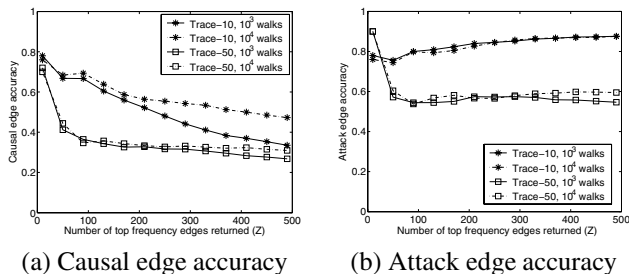 1
0.8
0.6
0.4
0.2
0
Causal edge accuracy
0 100 200 300 400 500
Number of top frequency edges returned (Z)
Trace-10, 10³ walks
Trace-10, 10⁴ walks
Trace-50, 10³ walks
Trace-50, 10⁴ walks
(a) Causal edge accuracy
1
0.8
0.6
0.4
0.2
0
Attack edge accuracy
0 100 200 300 400 500
Number of top frequency edges returned (Z)
Trace-10, 10³ walks
Trace-10, 10⁴ walks
Trace-50, 10³ walks
Trace-50, 10⁴ walks
(b) Attack edge accuracy